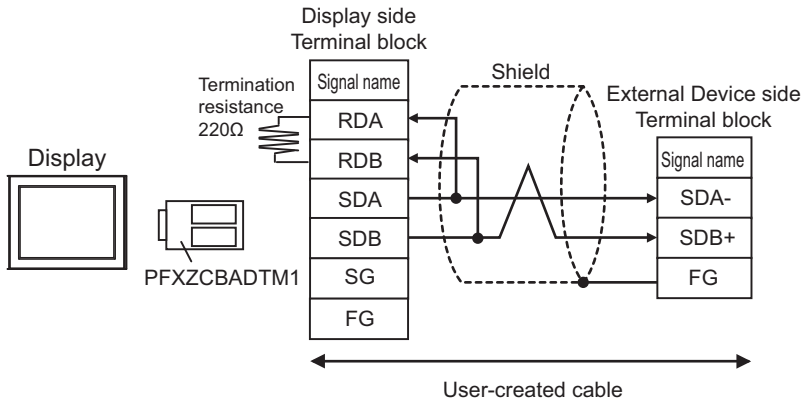 Display side
Terminal block
Signal name
RDA
RDB
SDA
SDB
SG
FG
Termination
resistance
220Ω
Shield
External Device side
Terminal block
Signal name
SDA-
SDB+
FG
Display
PFXZCBADTM1
User-created cable